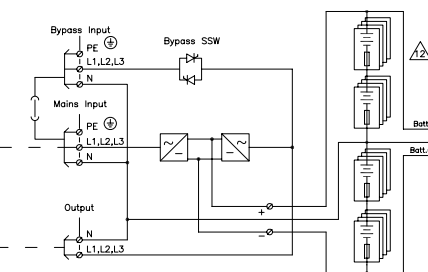 Bypass Input
PE
L1,L2,L3
N
Bypass SSW
12
Mains Input
PE
L1,L2,L3
N
Batt
Batt.
Output
N
L1,L2,L3
+
−